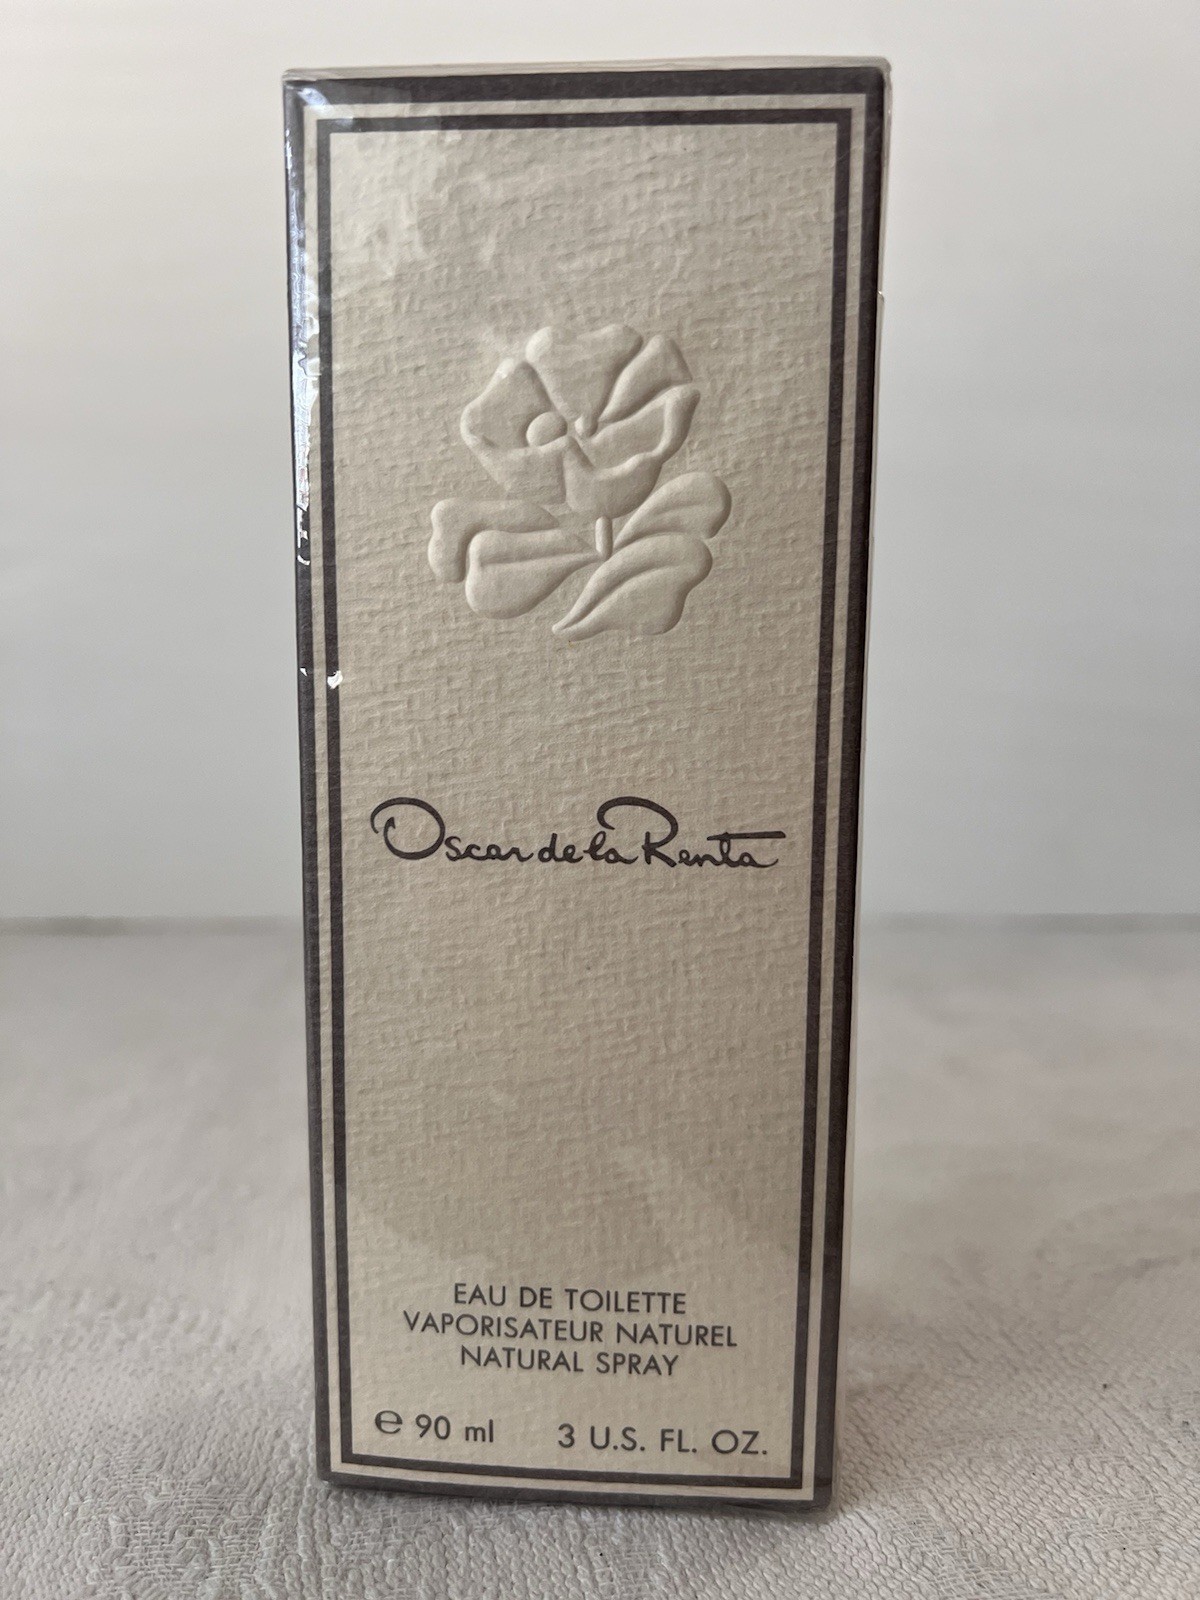 Oscar de la Renta
EAU DE TOILETTE
VAPORISATEUR NATUREL
NATURAL SPRAY
℮ 90 ml 3 U.S. FL. OZ.